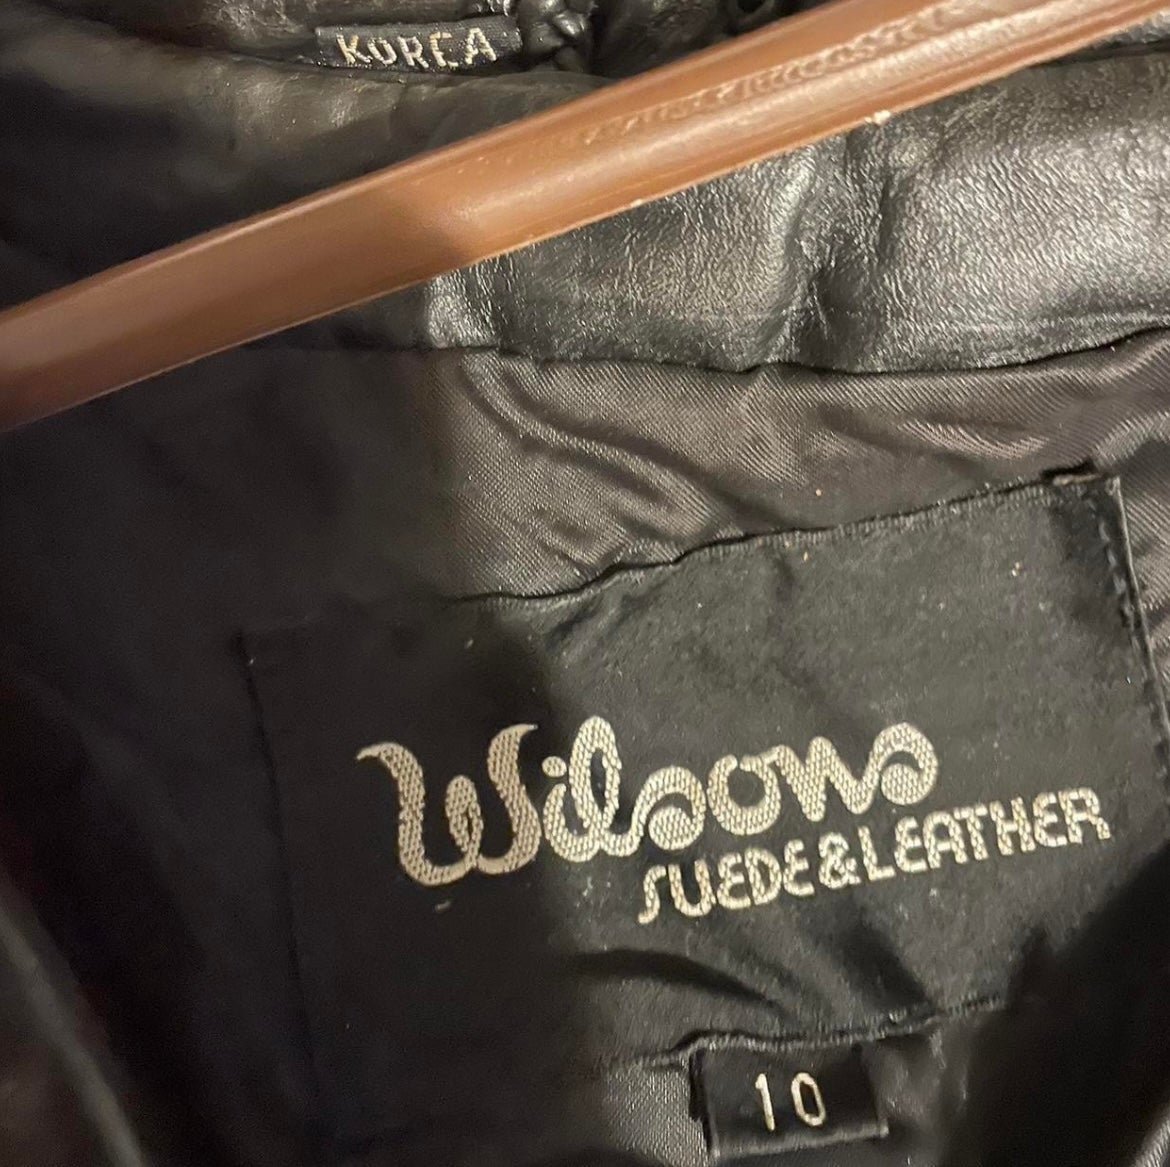 KOREA
Wilsons
SUEDE & LEATHER
10